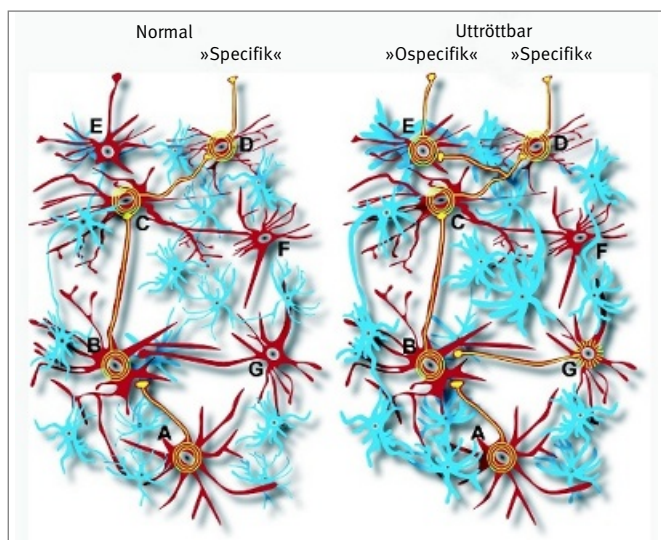 Normal
»Specifik«
Uttröttbar
»Ospecifik« »Specifik«
E
D
C
F
B
G
A
E
D
C
F
B
G
A